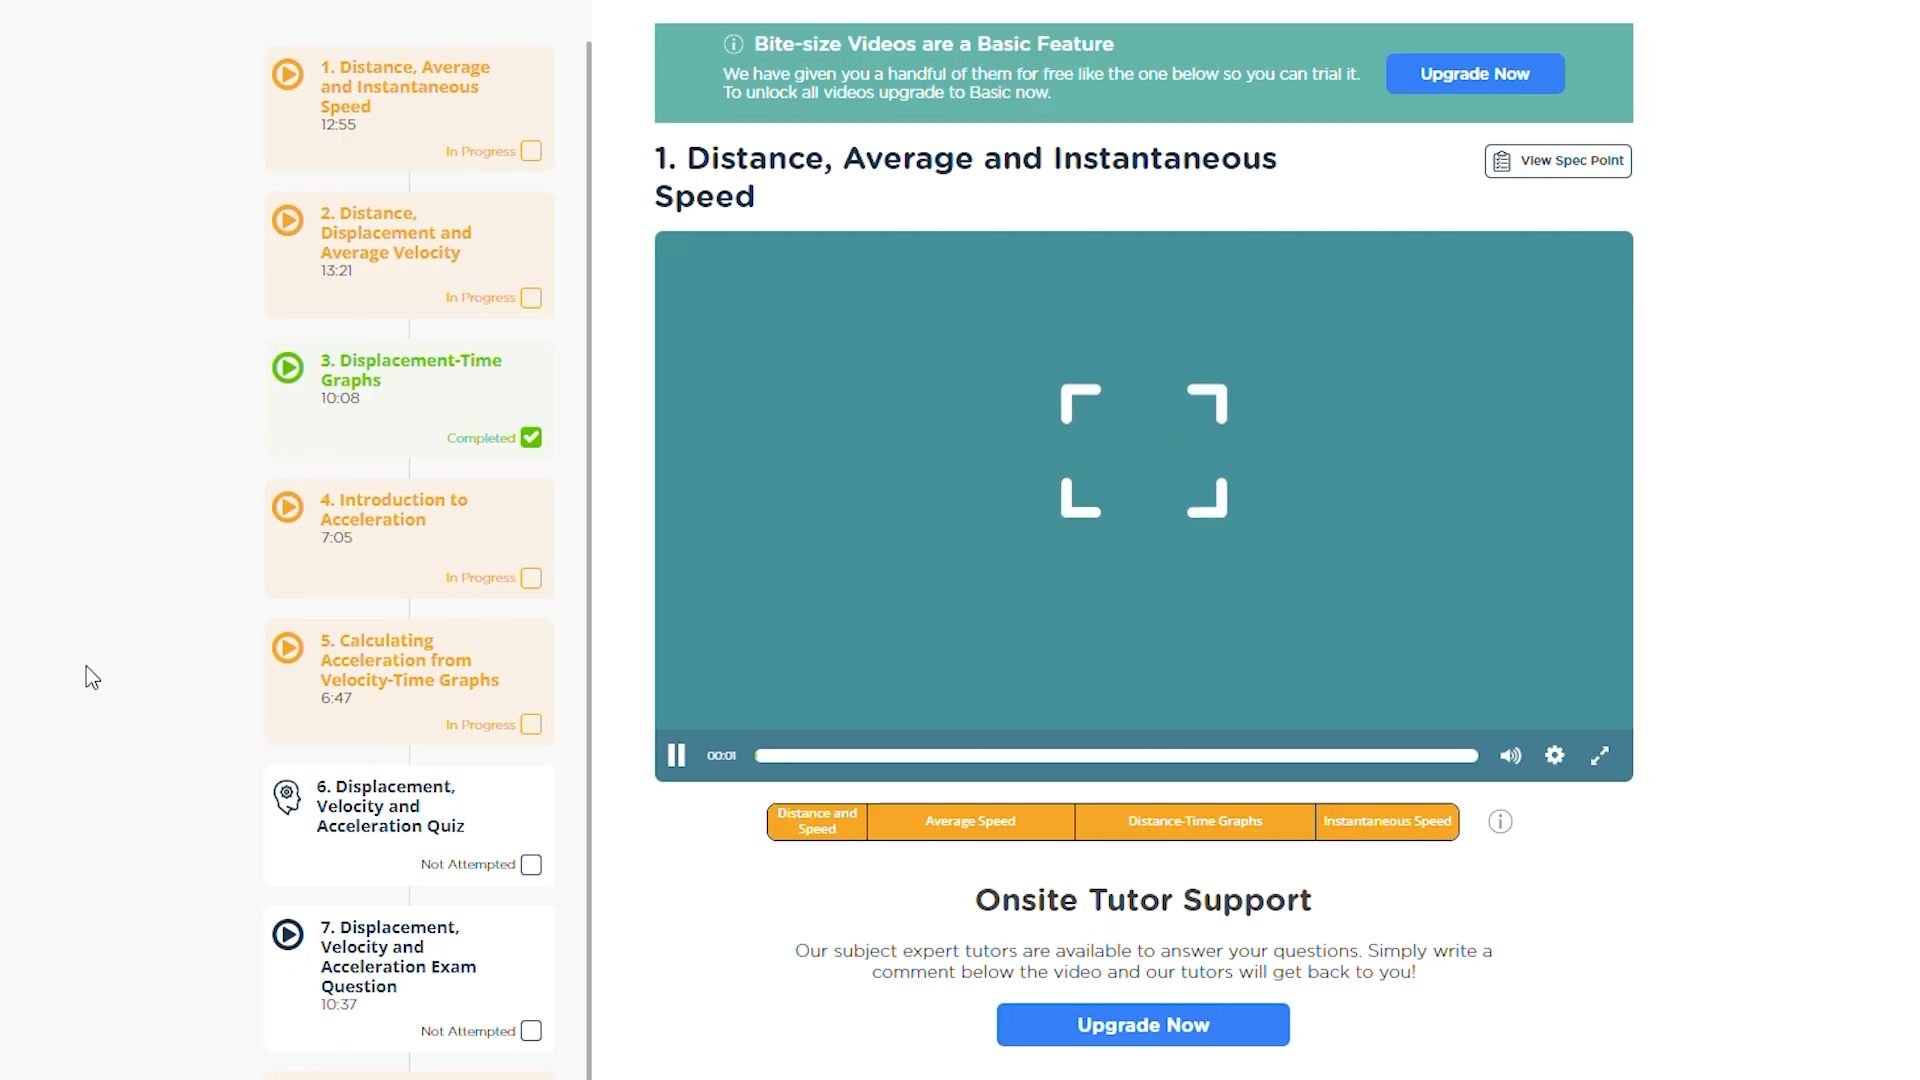 1. Distance, Average
and Instantaneous
Speed
12:55
In Progress
2. Distance,
Displacement and
Average Velocity
13:21
In Progress
3. Displacement-Time
Graphs
10:08
Completed
4. Introduction to
Acceleration
7:05
In Progress
5. Calculating
Acceleration from
Velocity-Time Graphs
6:47
In Progress
6. Displacement,
Velocity and
Acceleration Quiz
Not Attempted
7. Displacement,
Velocity and
Acceleration Exam
Question
10:37
Not Attempted
Bite-size Videos are a Basic Feature
We have given you a handful of them for free like the one below so you can trial it.
To unlock all videos upgrade to Basic now.
Upgrade Now
1. Distance, Average and Instantaneous
Speed
View Spec Point
00:01
Distance and
Speed
Average Speed
Distance-Time Graphs
Instantaneous Speed
Onsite Tutor Support
Our subject expert tutors are available to answer your questions. Simply write a
comment below the video and our tutors will get back to you!
Upgrade Now